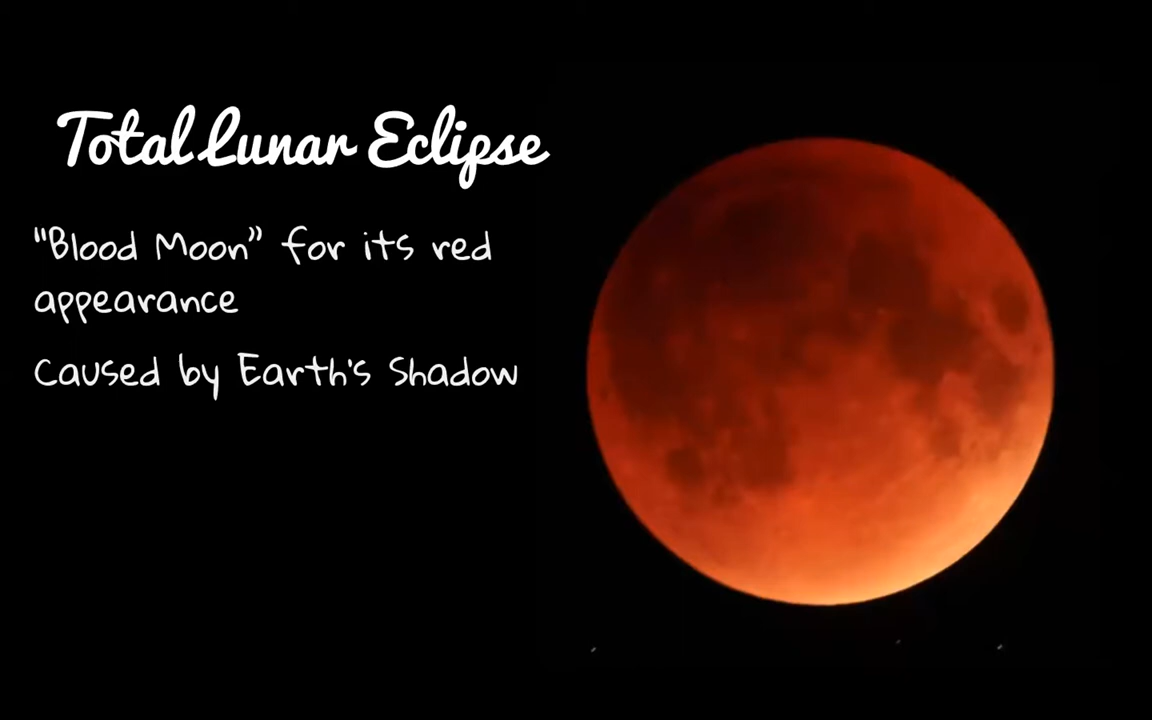 Total Lunar Eclipse
"Blood Moon" for its red
appearance
Caused by Earth's Shadow